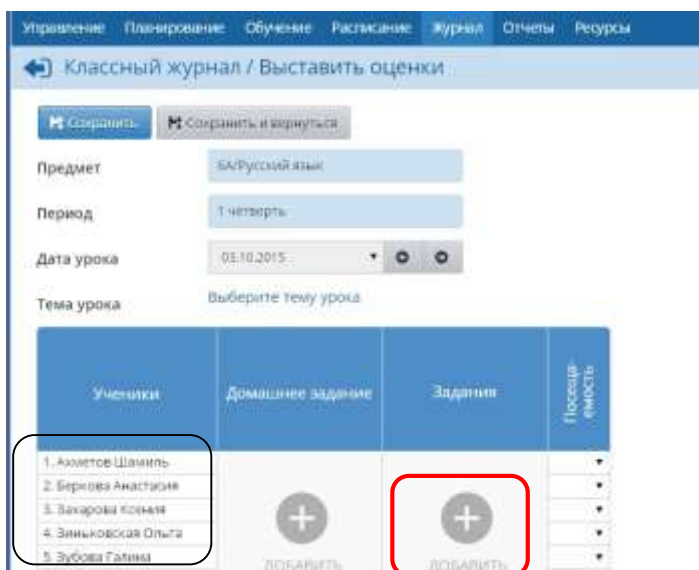 Управление Планирование Обучение Расписание Журнал Отчеты Ресурсы
Классный журнал / Выставить оценки
Сохранить Сохранить и вернуться
Предмет 6А/Русский язык
Период 1 четверть
Дата урока 03.10.2015
Тема урока Выберите тему урока
Ученики Домашнее задание Задания Посеща-
емость
1. Ахметов Шамиль
2. Беркова Анастасия
3. Захарова Ксения
4. Зиньковская Ольга
5. Зубова Галина
ДОБАВИТЬ ДОБАВИТЬ